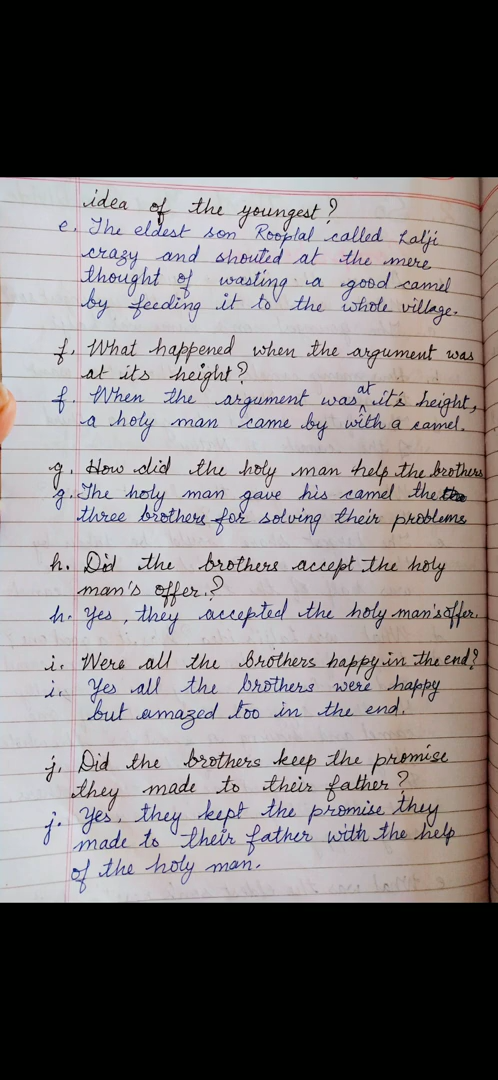 idea of the youngest?
e. The eldest son Rooplal called Lalji
crazy and shouted at the mere
thought of wasting a good camel
by feeding it to the whole village.
f. What happened when the argument was
at its height?
f. When the argument was at it's height,
a holy man came by with a camel.
g. How did the holy man help the brothers
g. The holy man gave his camel the
three brothers for solving their problems
h. Did the brothers accept the holy
man's offer.?
h. Yes, they accepted the holy man's offer.
i. Were all the brothers happy in the end?
i. Yes all the brothers were happy
but amazed too in the end.
j. Did the brothers keep the promise
they made to their father?
j. Yes, they kept the promise they
made to their father with the help
of the holy man.